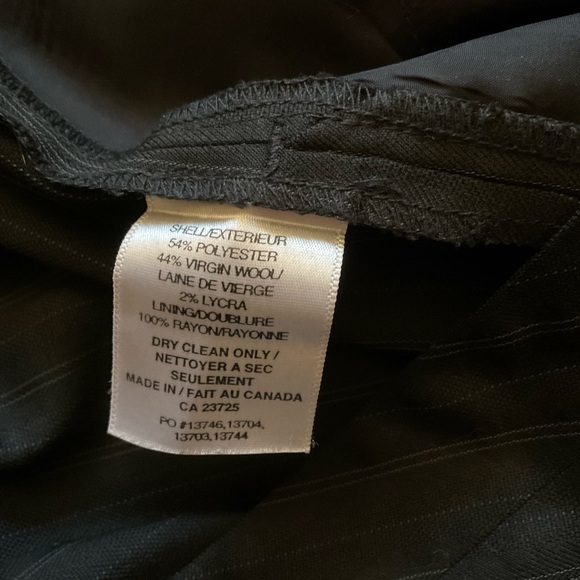 SHELL/EXTERIEUR
54% POLYESTER
44% VIRGIN WOOL/
LAINE DE VIERGE
2% LYCRA
LINING/DOUBLURE
100% RAYON/RAYONNE
DRY CLEAN ONLY /
NETTOYER A SEC
SEULEMENT
MADE IN / FAIT AU CANADA
CA 23725
PO #13746,13704,
13703,13744